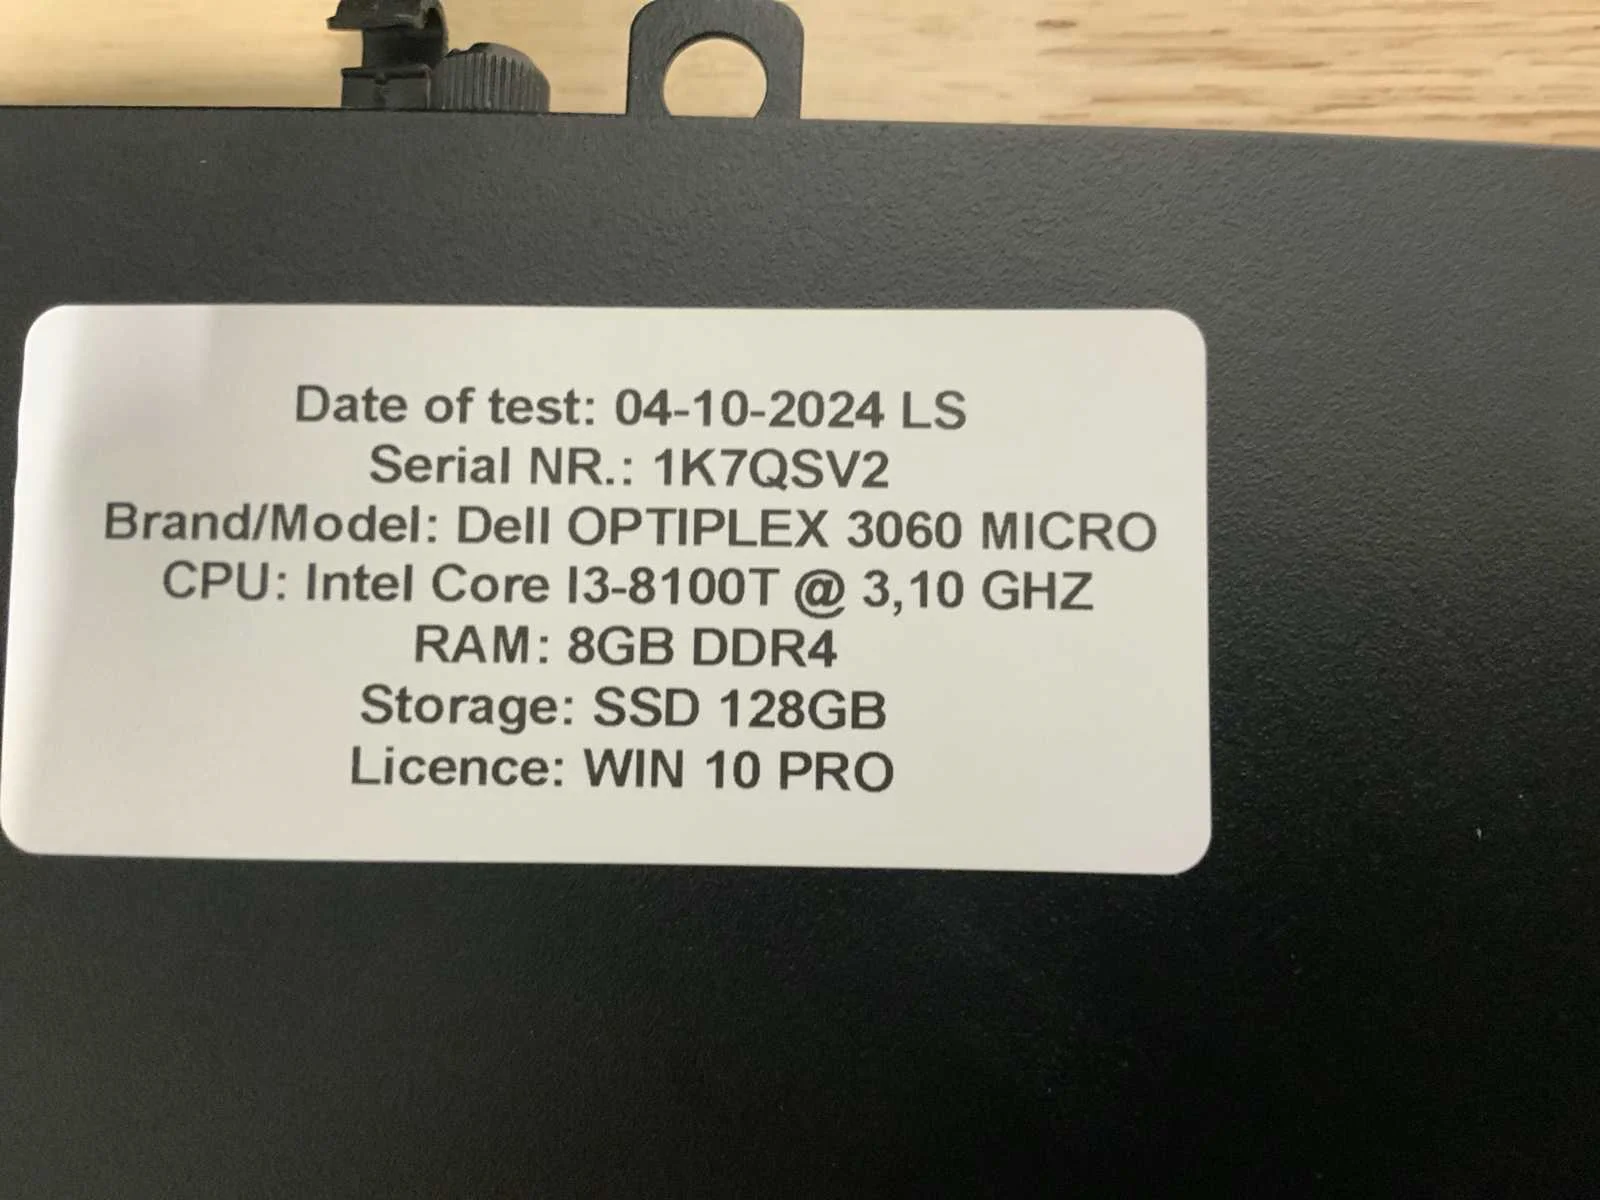 Date of test: 04-10-2024 LS
Serial NR.: 1K7QSV2
Brand/Model: Dell OPTIPLEX 3060 MICRO
CPU: Intel Core I3-8100T @ 3,10 GHZ
RAM: 8GB DDR4
Storage: SSD 128GB
Licence: WIN 10 PRO